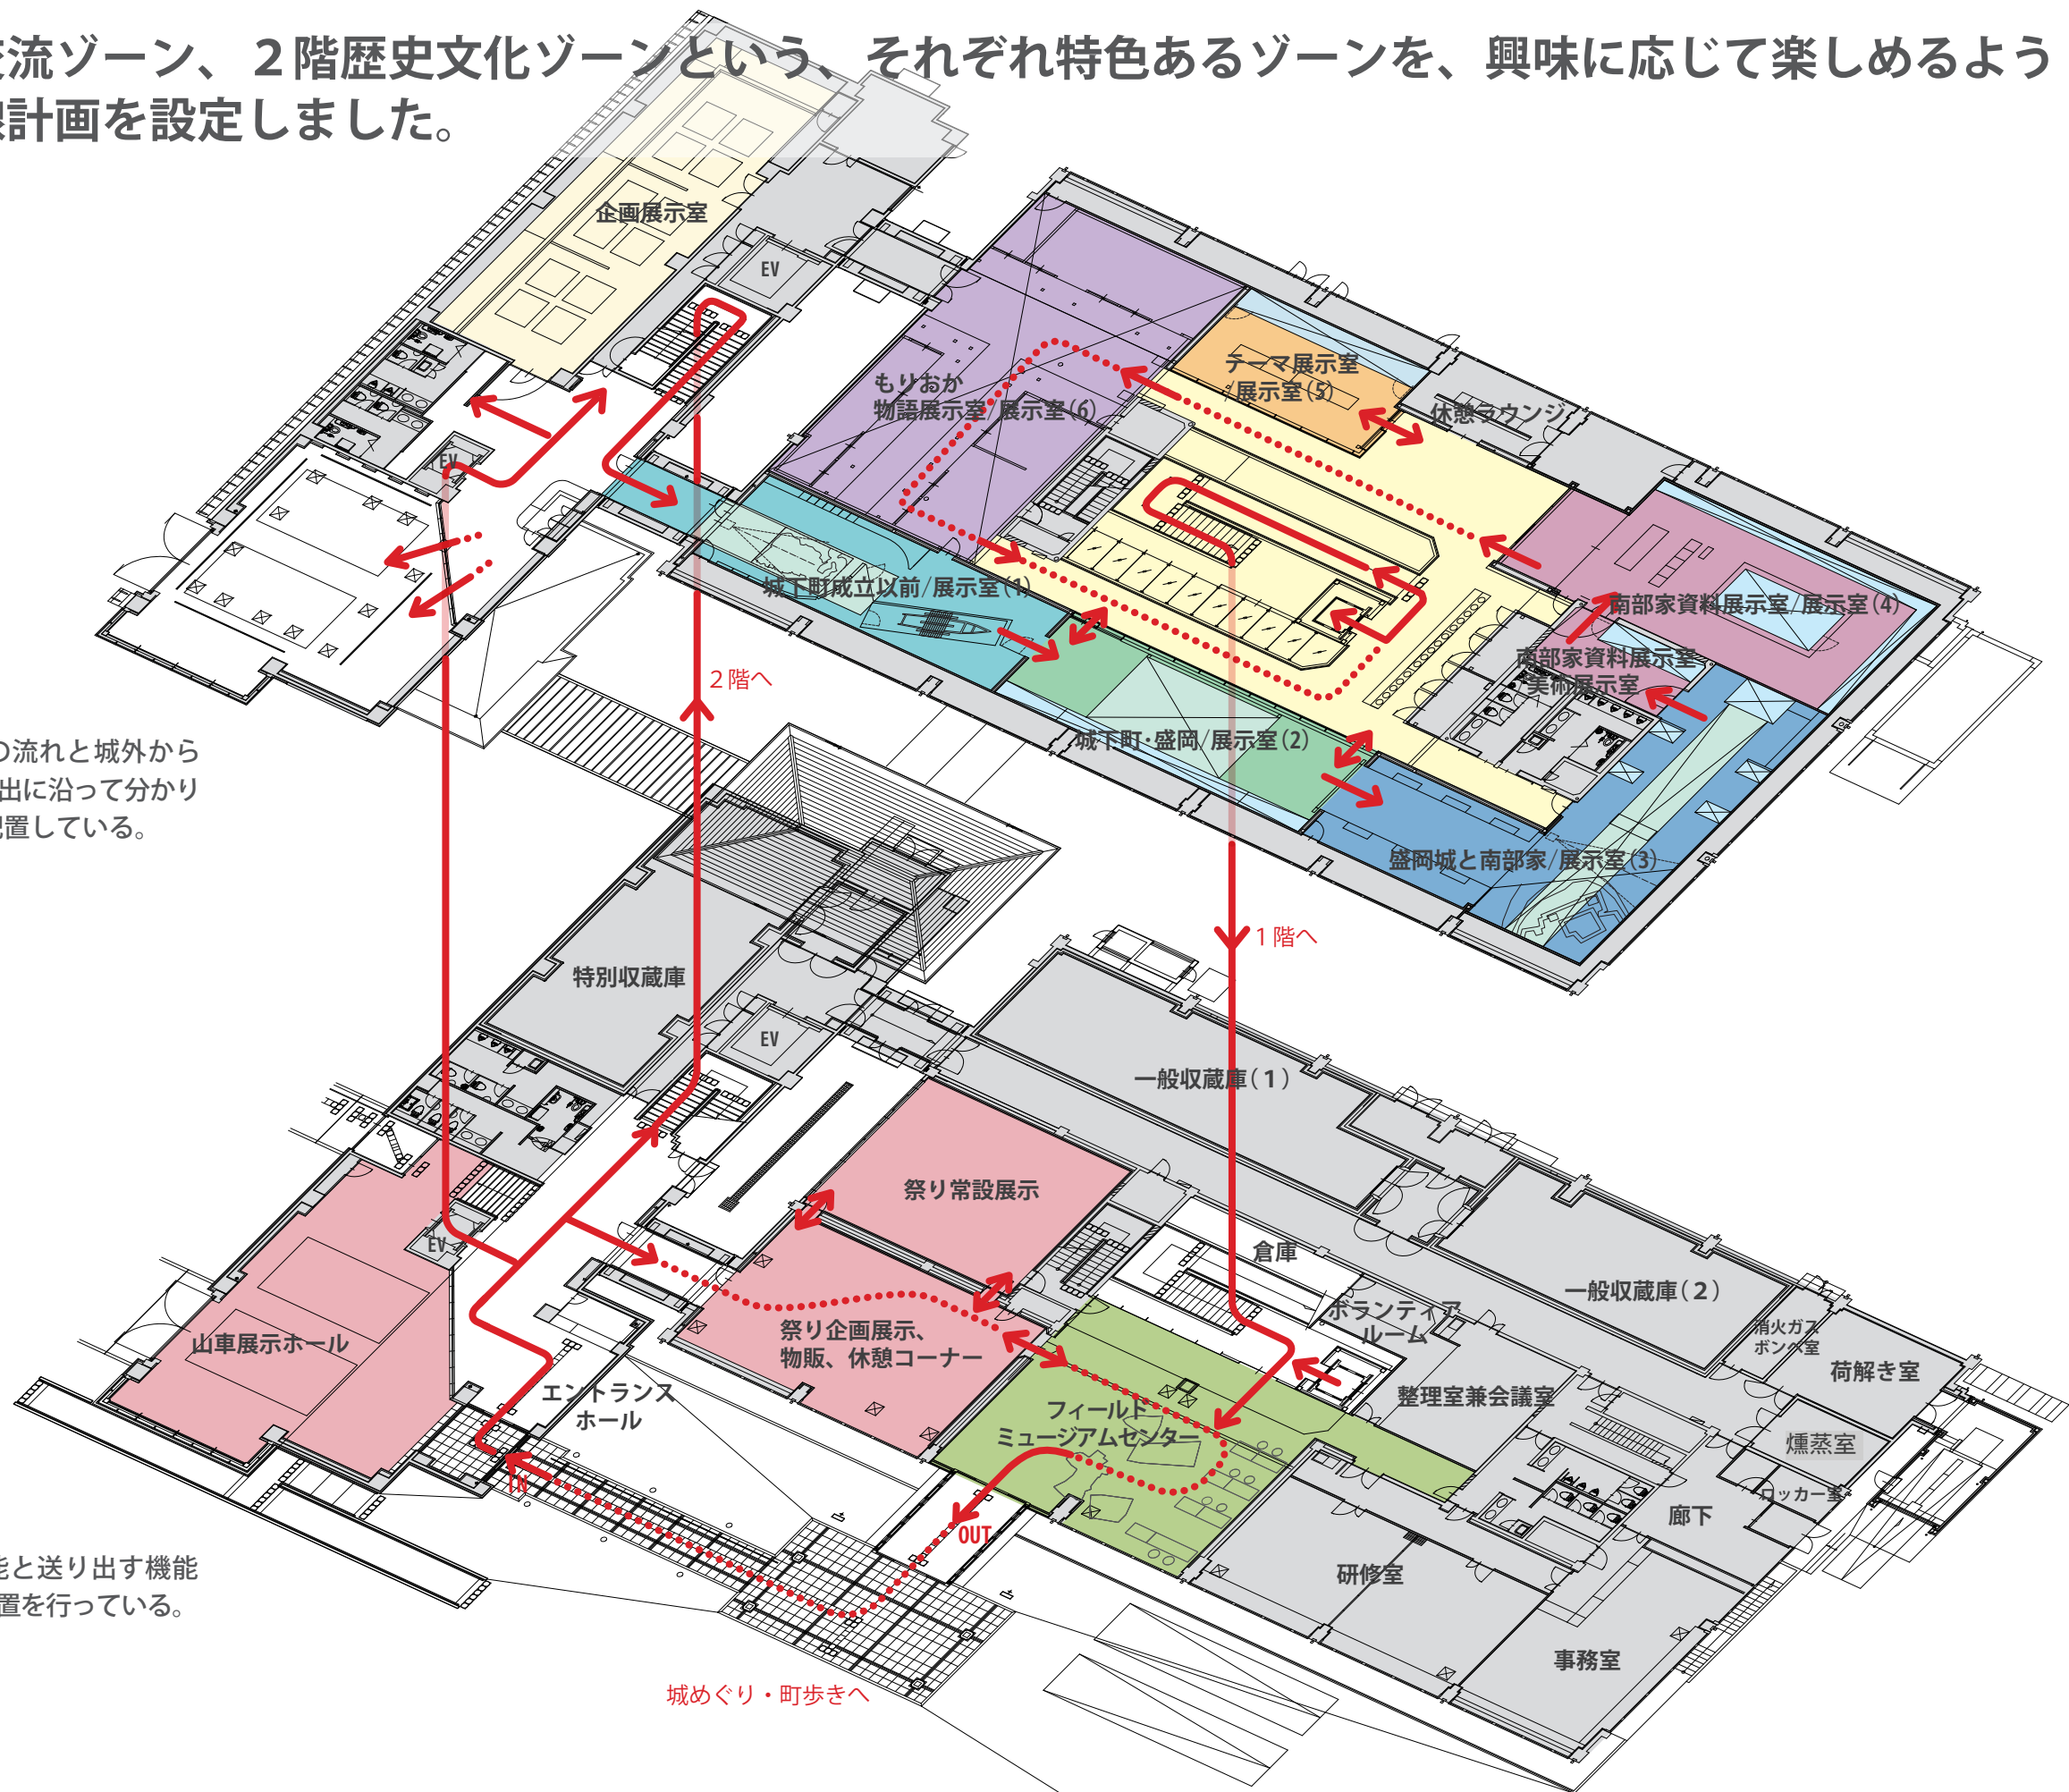 交流ゾーン、２階歴史文化ゾーンという、それぞれ特色あるゾーンを、興味に応じて楽しめるよう
線計画を設定しました。
企画展示室
EV
テーマ展示室
/展示室(5)
もりおか
物語展示室/展示室(6)
休憩ラウンジ
EV
城下町成立以前/展示室(1)
南部家資料展示室/展示室(4)
南部家資料展示室
美術展示室
２階へ
城下町・盛岡/展示室(2)
の流れと城外から
出に沿って分かり
配置している。
盛岡城と南部家/展示室(3)
１階へ
特別収蔵庫
EV
一般収蔵庫(１)
祭り常設展示
EV
倉庫
一般収蔵庫(２)
ボランティア
ルーム
消火ガス
ボンベ室
山車展示ホール
祭り企画展示、
物販、休憩コーナー
荷解き室
エントランス
ホール
整理室兼会議室
フィールド
ミュージアムセンター
燻蒸室
IN
ロッカー室
廊下
OUT
能と送り出す機能
置を行っている。
研修室
事務室
城めぐり・町歩きへ